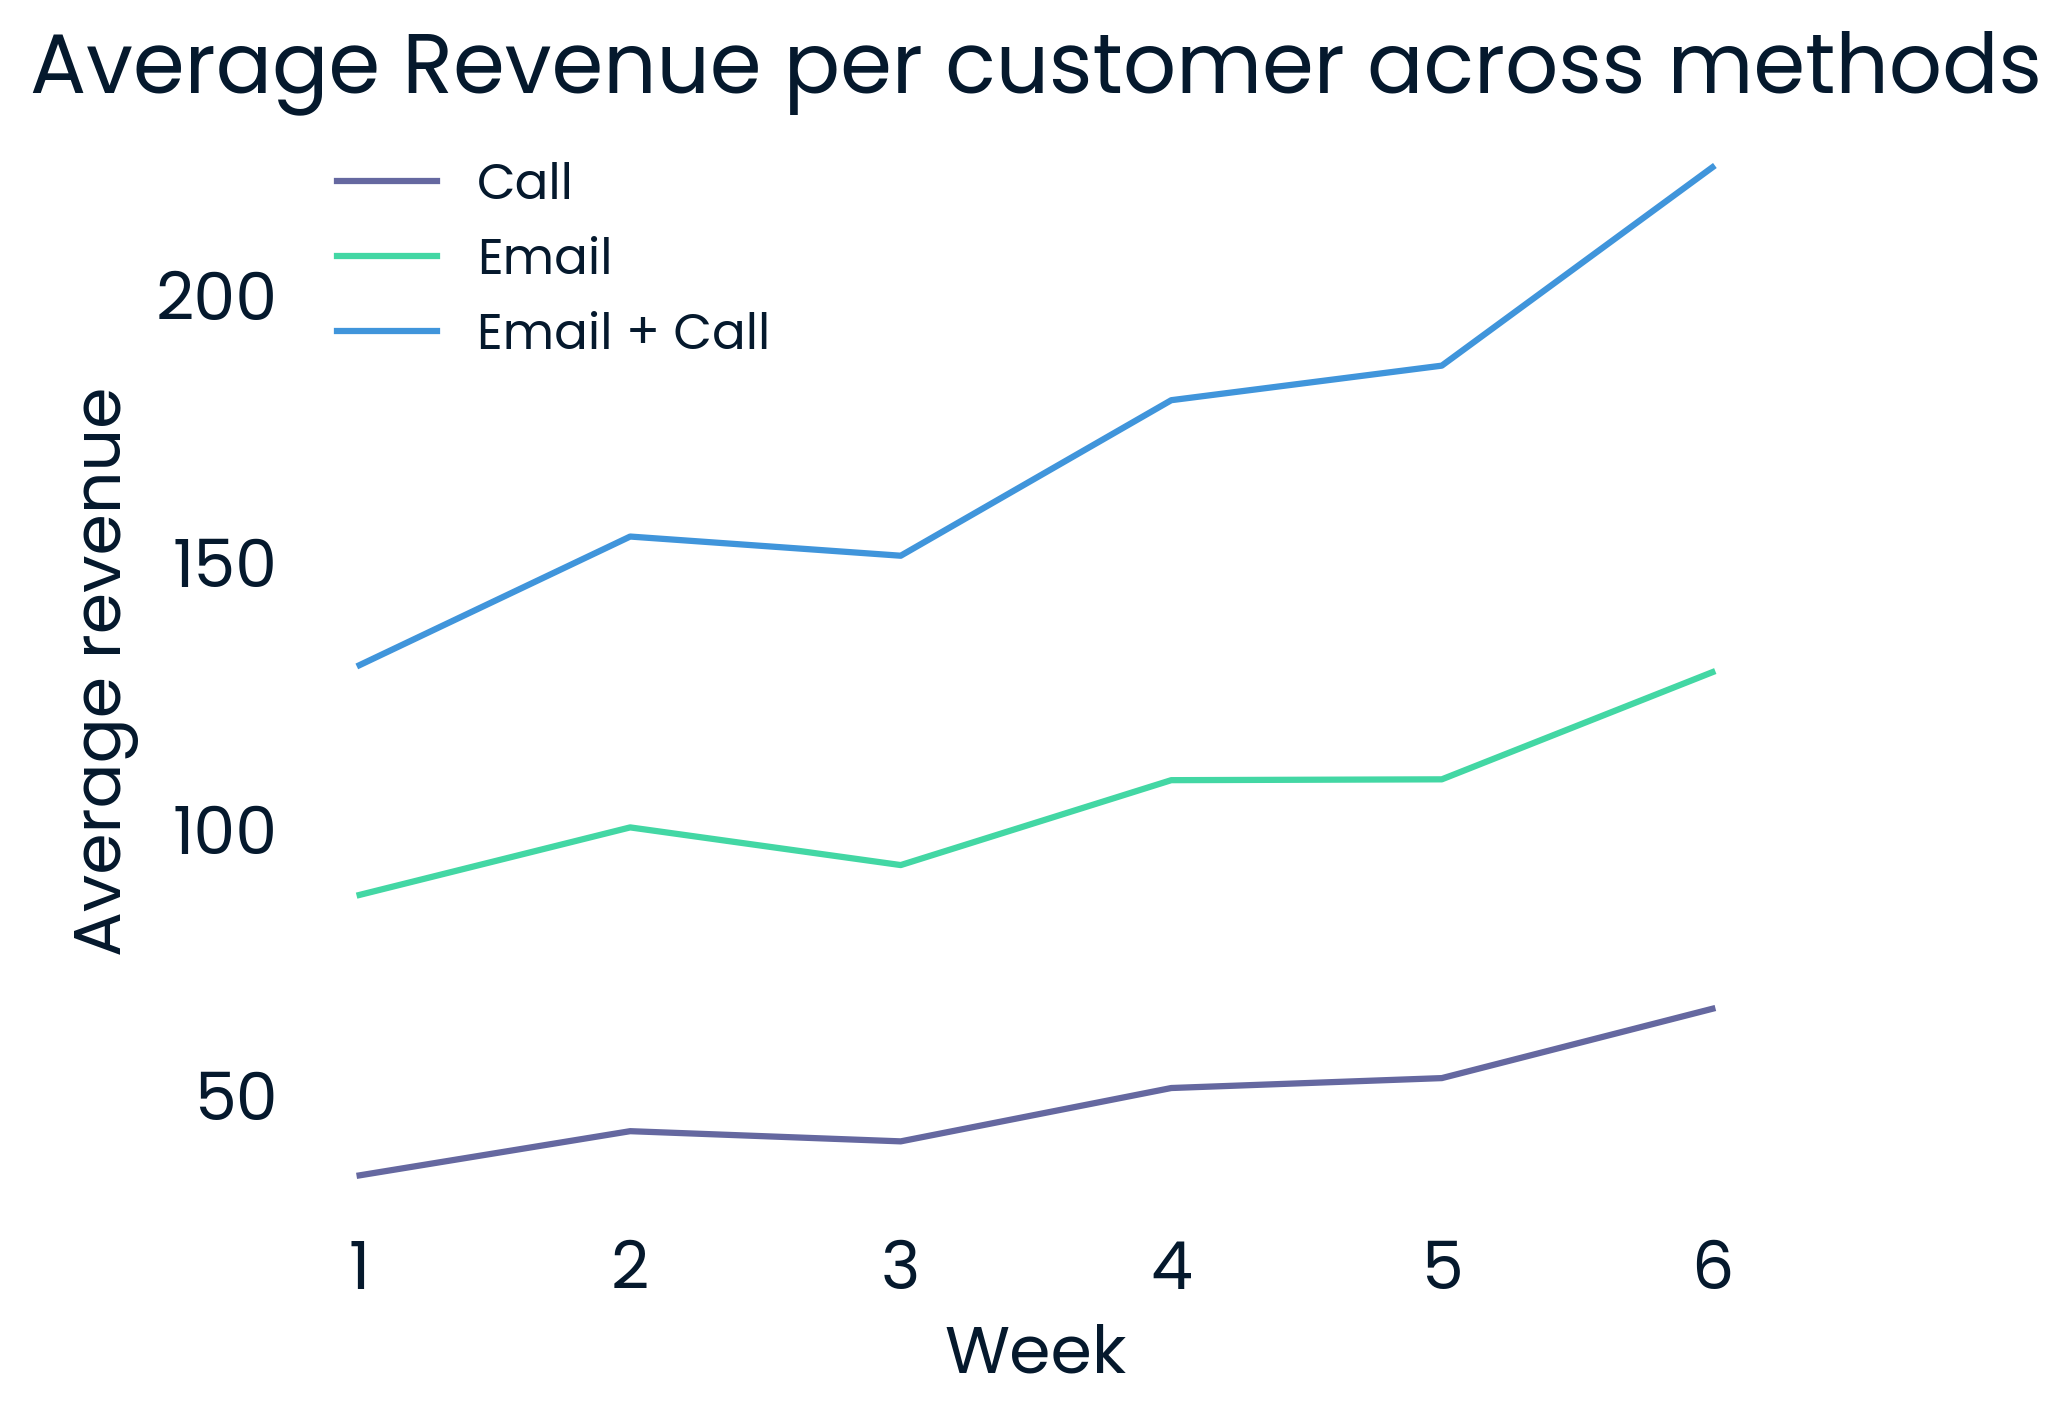 Average Revenue per customer across methods
Call
Email
Email + Call
200
150
100
50
Average revenue
1 2 3 4 5 6
Week